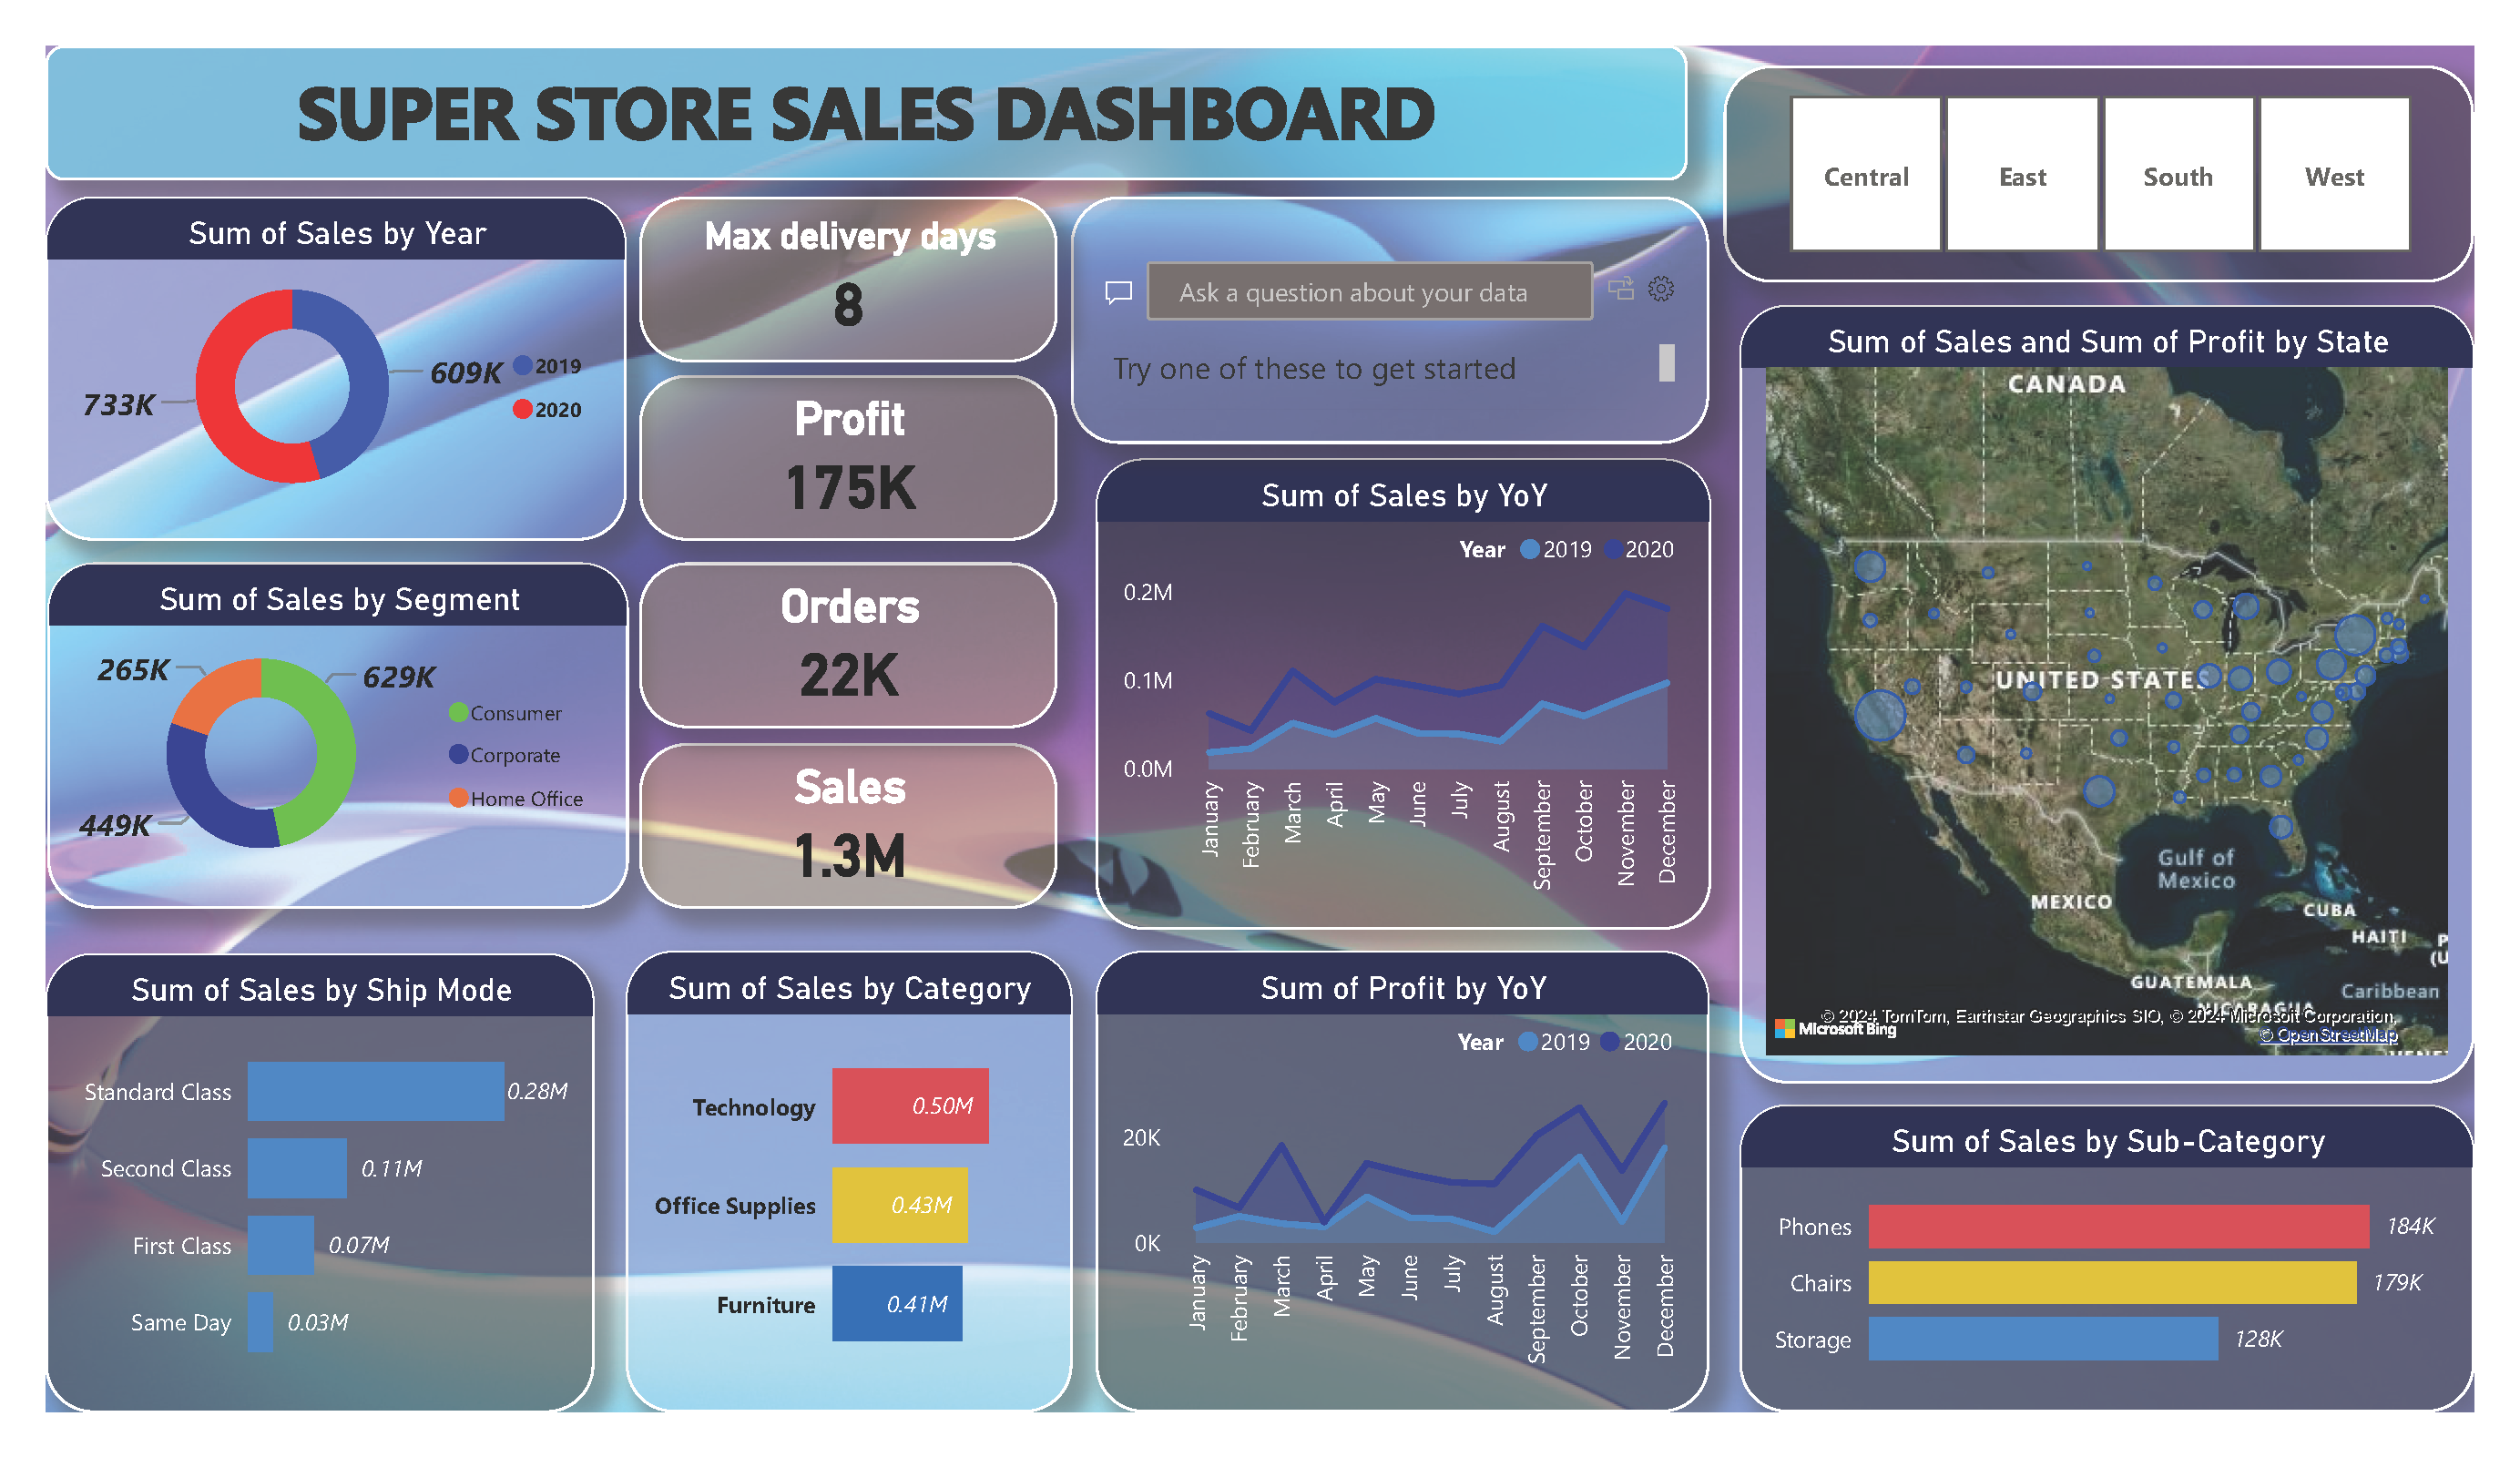 SUPER STORE SALES DASHBOARD
Central
East
South
West
Sum of Sales by Year
733K
609K
2019
2020
Max delivery days
8
Profit
175K
Orders
22K
Sales
1.3M
Ask a question about your data
Try one of these to get started
Sum of Sales by Segment
265K
629K
449K
Consumer
Corporate
Home Office
Sum of Sales by YoY
Year 2019 2020
0.2M
0.1M
0.0M
January
February
March
April
May
June
July
August
September
October
November
December
Sum of Sales and Sum of Profit by State
CANADA
UNITED STATES
Gulf of
Mexico
MEXICO
CUBA
HAITI
P
(U
GUATEMALA
Caribbean
NICARAGUA
© 2024 TomTom, Earthstar Geographics SIO, © 2024 Microsoft Corporation,
Microsoft Bing
© OpenStreetMap
Sum of Sales by Ship Mode
Standard Class 0.28M
Second Class 0.11M
First Class 0.07M
Same Day 0.03M
Sum of Sales by Category
Technology 0.50M
Office Supplies 0.43M
Furniture 0.41M
Sum of Profit by YoY
Year 2019 2020
20K
0K
January
February
March
April
May
June
July
August
September
October
November
December
Sum of Sales by Sub-Category
Phones 184K
Chairs 179K
Storage 128K